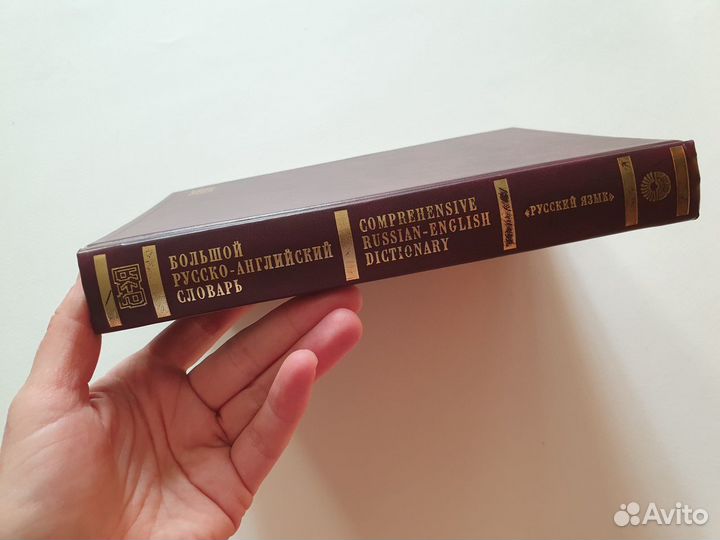 БОЛЬШОЙ
РУССКО-АНГЛИЙСКИЙ
СЛОВАРЬ
COMPREHENSIVE
RUSSIAN-ENGLISH
DICTIONARY
«РУССКИЙ ЯЗЫК»
Avito